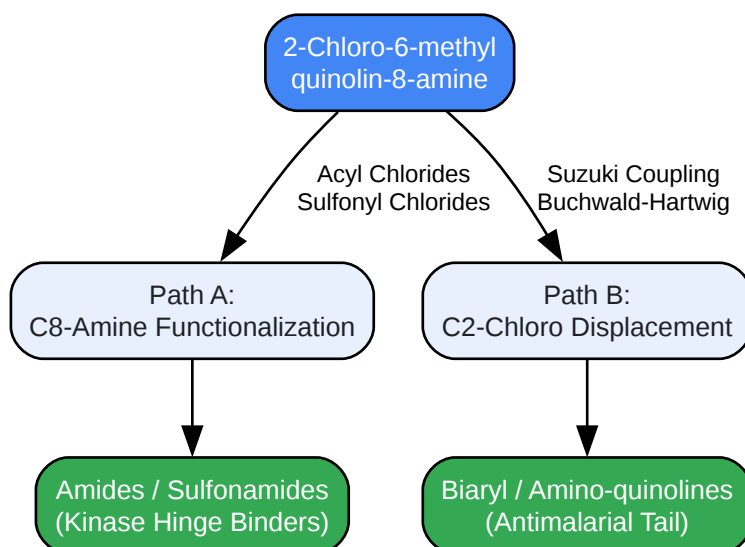 2-Chloro-6-methyl
quinolin-8-amine
Acyl Chlorides
Sulfonyl Chlorides
Suzuki Coupling
Buchwald-Hartwig
Path A:
C8-Amine Functionalization
Path B:
C2-Chloro Displacement
Amides / Sulfonamides
(Kinase Hinge Binders)
Biaryl / Amino-quinolines
(Antimalarial Tail)